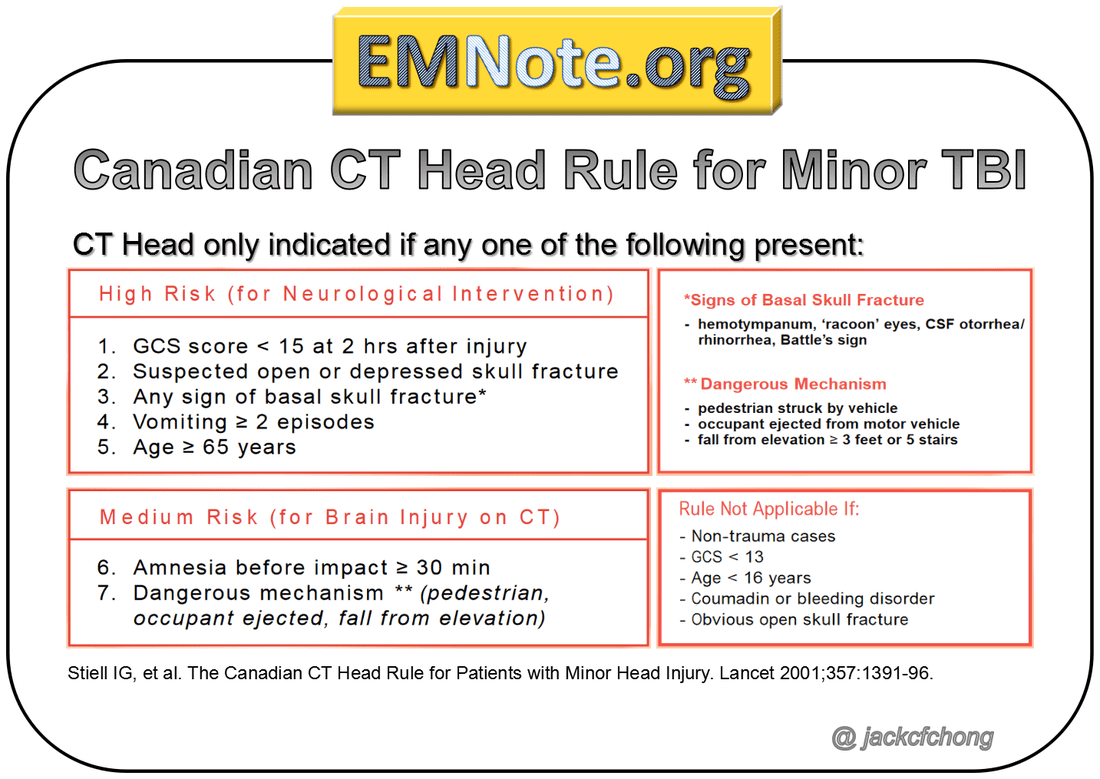 EMNote.org
Canadian CT Head Rule for Minor TBI
CT Head only indicated if any one of the following present:
High Risk (for Neurological Intervention)
1. GCS score < 15 at 2 hrs after injury
2. Suspected open or depressed skull fracture
3. Any sign of basal skull fracture*
4. Vomiting ≥ 2 episodes
5. Age ≥ 65 years
*Signs of Basal Skull Fracture
- hemotympanum, ‘racoon’ eyes, CSF otorrhea/
rhinorrhea, Battle’s sign
** Dangerous Mechanism
- pedestrian struck by vehicle
- occupant ejected from motor vehicle
- fall from elevation ≥ 3 feet or 5 stairs
Medium Risk (for Brain Injury on CT)
6. Amnesia before impact ≥ 30 min
7. Dangerous mechanism ** (pedestrian,
occupant ejected, fall from elevation)
Rule Not Applicable If:
- Non-trauma cases
- GCS < 13
- Age < 16 years
- Coumadin or bleeding disorder
- Obvious open skull fracture
Stiell IG, et al. The Canadian CT Head Rule for Patients with Minor Head Injury. Lancet 2001;357:1391-96.
@ jackcfchong